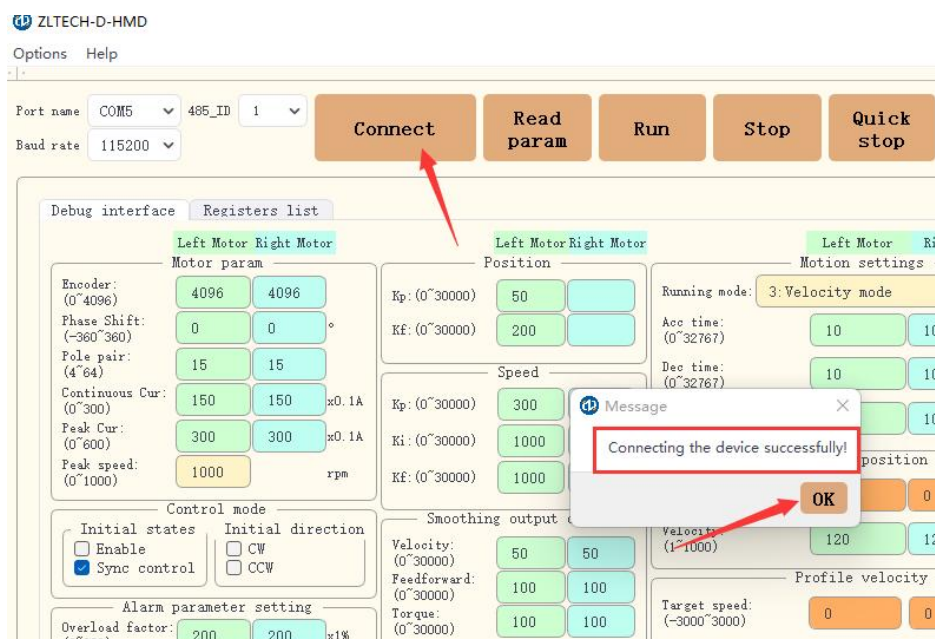 ZLTECH-D-HMD
Options Help
Port name COM5 485_ID 1
Baud rate 115200
Connect
Read param
Run
Stop
Quick stop
Debug interface Registers list
Left Motor Right Motor
Motor param
Encoder: (0~4096) 4096 4096
Phase Shift: (-360~360) 0 0 °
Pole pair: (4~64) 15 15
Continuous Cur: (0~300) 150 150 x0.1A
Peak Cur: (0~600) 300 300 x0.1A
Peak speed: (0~1000) 1000 rpm
Control mode
Initial states Initial direction
Enable CW
Sync control CCW
Alarm parameter setting
Overload factor: 200 200 x1%
Left Motor Right Motor
Position
Kp:(0~30000) 50
Kf:(0~30000) 200
Speed
Kp:(0~30000) 300
Ki:(0~30000) 1000
Kf:(0~30000) 1000
Smoothing output
Velocity: (0~30000) 50 50
Feedforward: (0~30000) 100 100
Torque: (0~30000) 100 100
Left Motor
Motion settings
Running mode: 3:Velocity mode
Acc time: (0~32767) 10
Dec time: (0~32767) 10
Message
Connecting the device successfully!
OK
position
0
Velocity: (1~1000) 120
Profile velocity
Target speed: (-3000~3000) 0 0